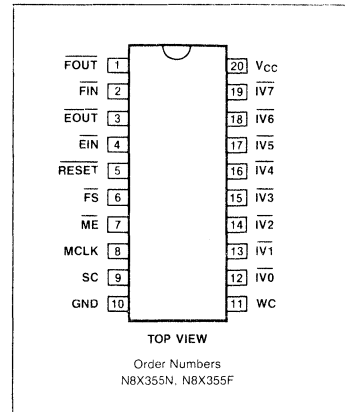 FOUT 1 20 VCC
FIN 2 19 IV7
EOUT 3 18 IV6
EIN 4 17 IV5
RESET 5 16 IV4
FS 6 15 IV3
ME 7 14 IV2
MCLK 8 13 IV1
SC 9 12 IV0
GND 10 11 WC
TOP VIEW
Order Numbers
N8X355N, N8X355F